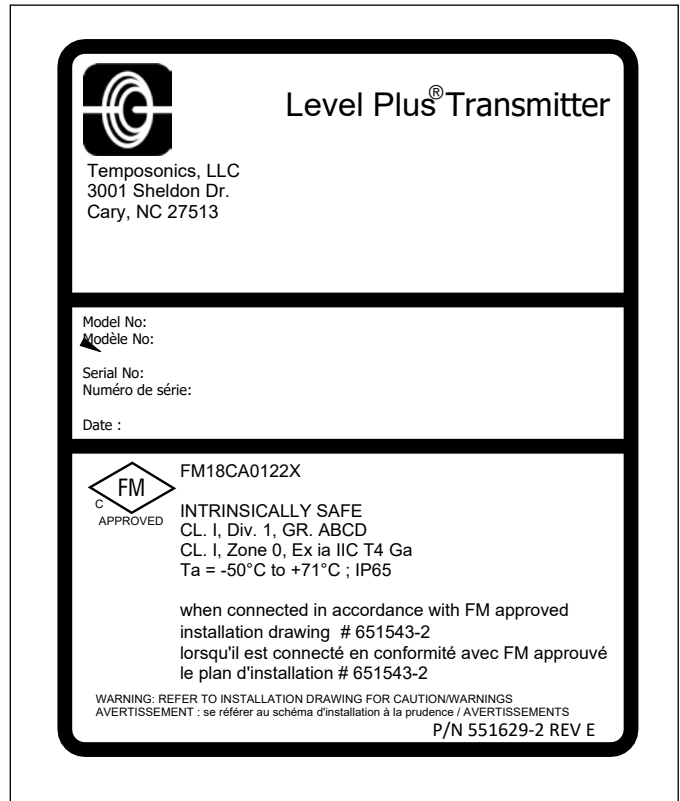 Level Plus® Transmitter
Temposonics, LLC
3001 Sheldon Dr.
Cary, NC 27513
Model No:
Modèle No:
Serial No:
Numéro de série:
Date :
FM
C
APPROVED
FM18CA0122X
INTRINSICALLY SAFE
CL. I, Div. 1, GR. ABCD
CL. I, Zone 0, Ex ia IIC T4 Ga
Ta = -50°C to +71°C ; IP65
when connected in accordance with FM approved
installation drawing # 651543-2
lorsqu'il est connecté en conformité avec FM approuvé
le plan d'installation # 651543-2
WARNING: REFER TO INSTALLATION DRAWING FOR CAUTION/WARNINGS
AVERTISSEMENT : se référer au schéma d'installation à la prudence / AVERTISSEMENTS
P/N 551629-2 REV E